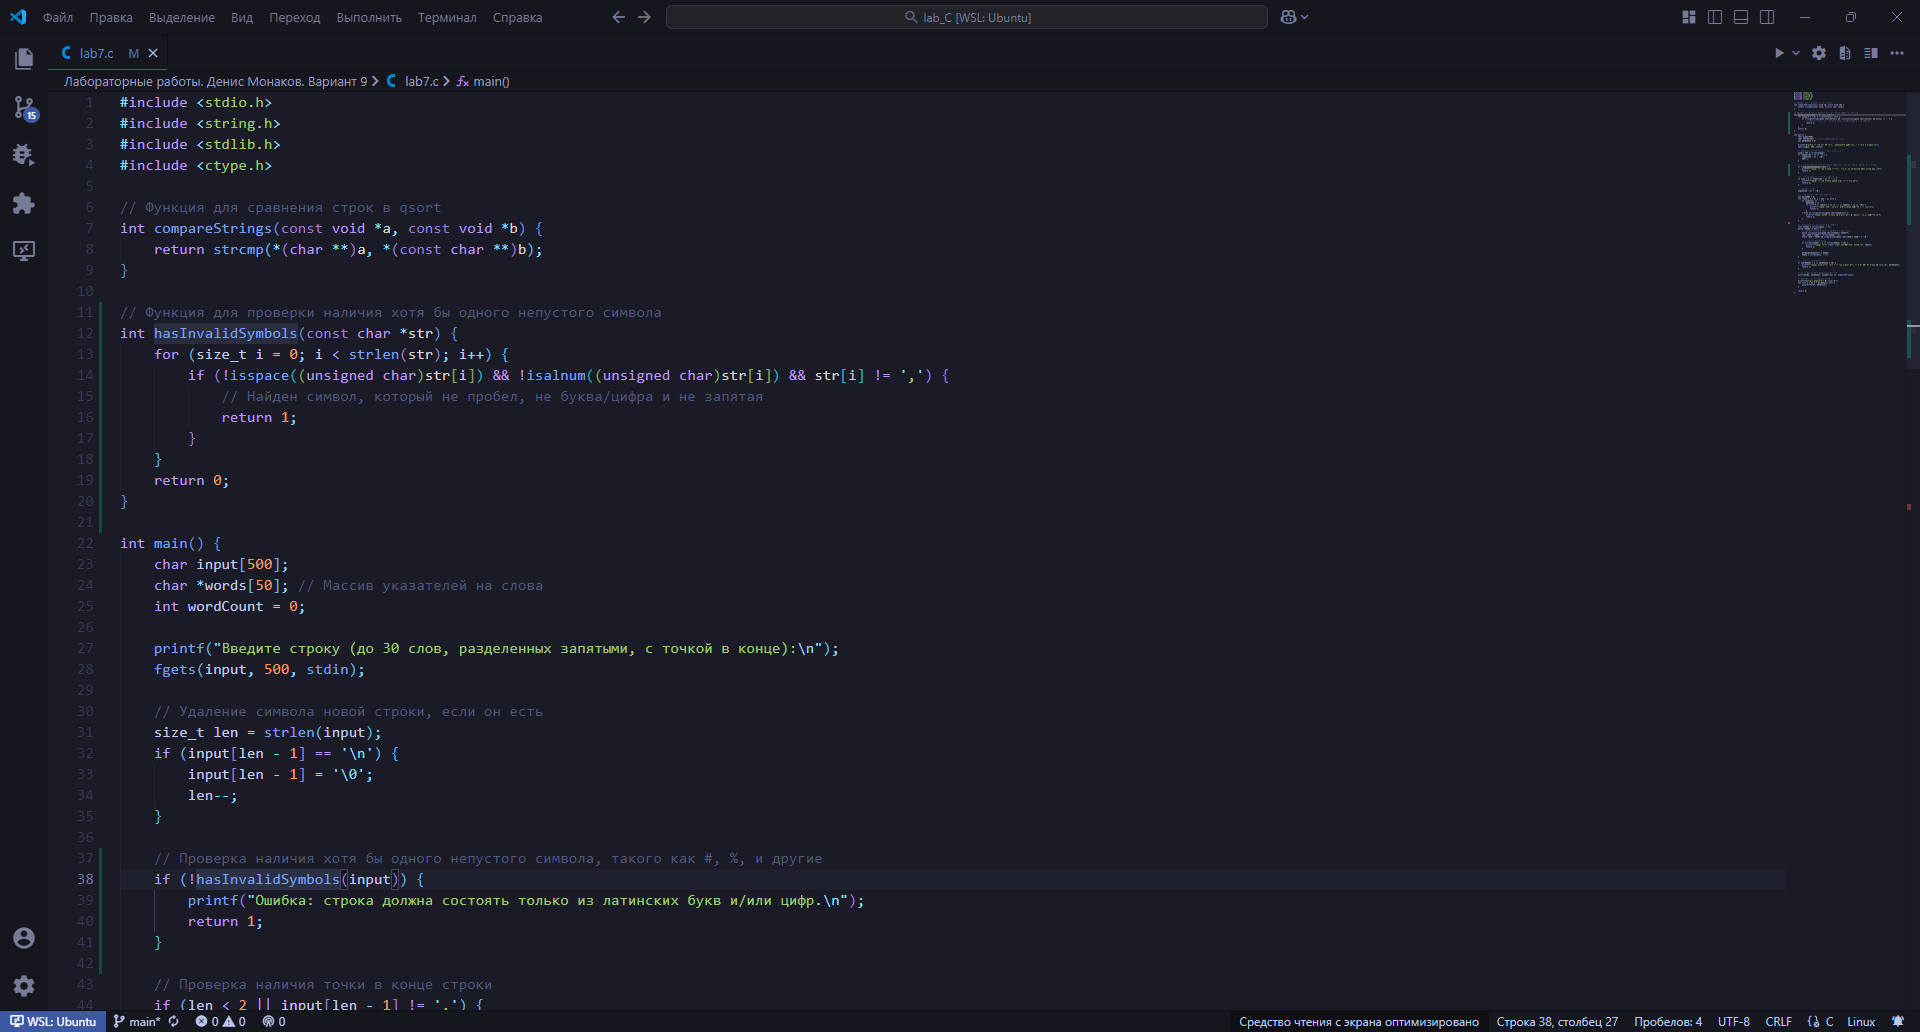 Файл Правка Выделение Вид Переход Выполнить Терминал Справка
lab_C [WSL: Ubuntu]
lab7.c M
Лабораторные работы. Денис Монаков. Вариант 9 > C lab7.c > main()
1 #include <stdio.h>
2 #include <string.h>
3 #include <stdlib.h>
4 #include <ctype.h>
5
6 // Функция для сравнения строк в qsort
7 int compareStrings(const void *a, const void *b) {
8     return strcmp(*(char **)a, *(const char **)b);
9 }
10
11 // Функция для проверки наличия хотя бы одного непустого символа
12 int hasInvalidSymbols(const char *str) {
13     for (size_t i = 0; i < strlen(str); i++) {
14         if (!isspace((unsigned char)str[i]) && !isalnum((unsigned char)str[i]) && str[i] != ',') {
15             // Найден символ, который не пробел, не буква/цифра и не запятая
16             return 1;
17         }
18     }
19     return 0;
20 }
21
22 int main() {
23     char input[500];
24     char *words[50]; // Массив указателей на слова
25     int wordCount = 0;
26
27     printf("Введите строку (до 30 слов, разделенных запятыми, с точкой в конце):\n");
28     fgets(input, 500, stdin);
29
30     // Удаление символа новой строки, если он есть
31     size_t len = strlen(input);
32     if (input[len - 1] == '\n') {
33         input[len - 1] = '\0';
34         len--;
35     }
36
37     // Проверка наличия хотя бы одного непустого символа, такого как #, %, и другие
38     if (!hasInvalidSymbols(input)) {
39         printf("Ошибка: строка должна состоять только из латинских букв и/или цифр.\n");
40         return 1;
41     }
42
43     // Проверка наличия точки в конце строки
44     if (len < 2 || input[len - 1] != '.') {
15
WSL: Ubuntu main* 0 0 0 Средство чтения с экрана оптимизировано Строка 38, столбец 27 Пробелов: 4 UTF-8 CRLF {} C Linux